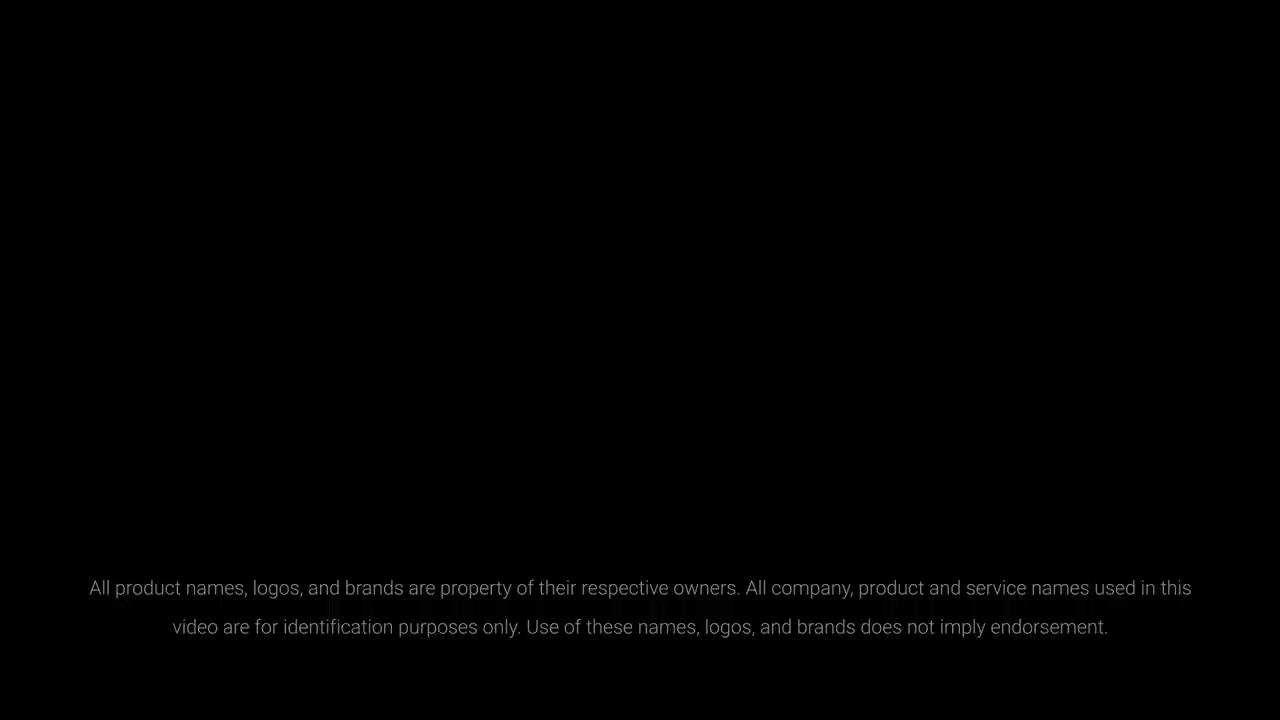 All product names, logos, and brands are property of their respective owners. All company, product and service names used in this
video are for identification purposes only. Use of these names, logos, and brands does not imply endorsement.